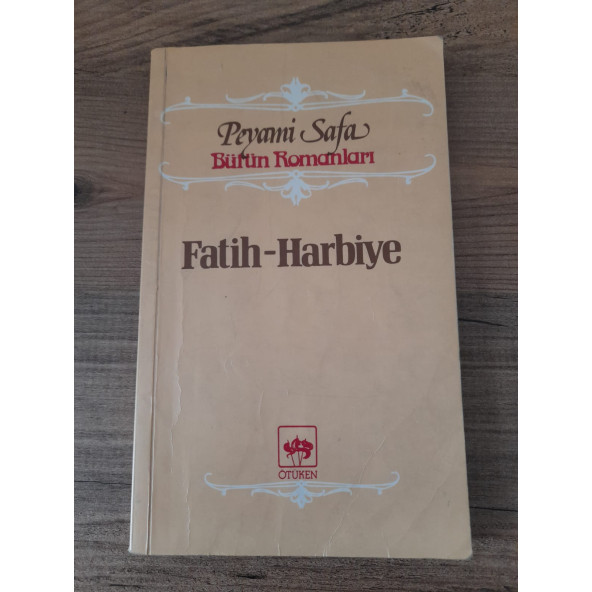 Peyami Safa
Bütün Romanları
Fatih-Harbiye
ÖTÜKEN